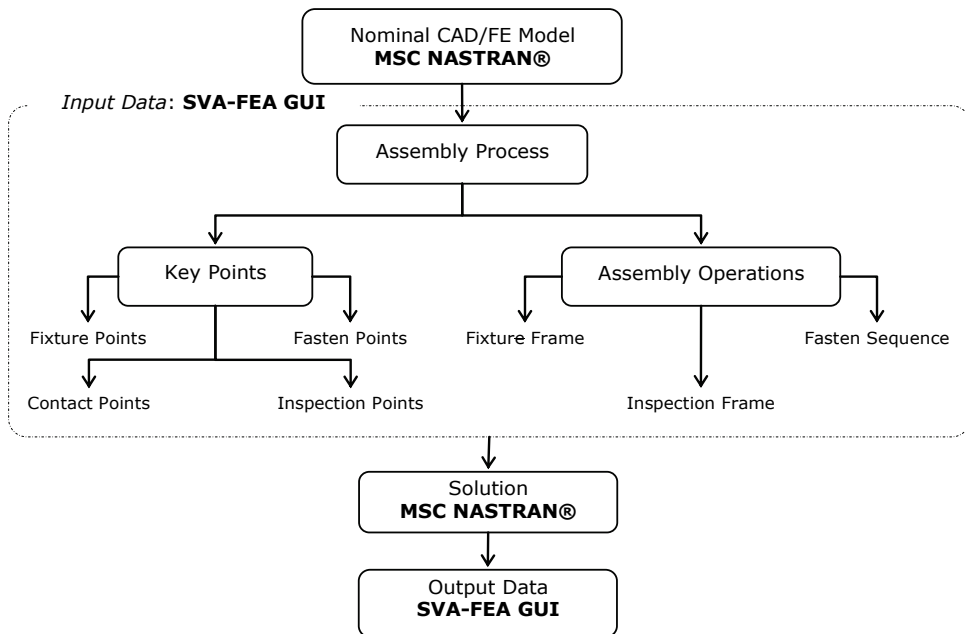 Nominal CAD/FE Model
MSC NASTRAN®
Input Data: SVA-FEA GUI
Assembly Process
Key Points
Assembly Operations
Fixture Points
Fasten Points
Fixture Frame
Fasten Sequence
Contact Points
Inspection Points
Inspection Frame
Solution
MSC NASTRAN®
Output Data
SVA-FEA GUI